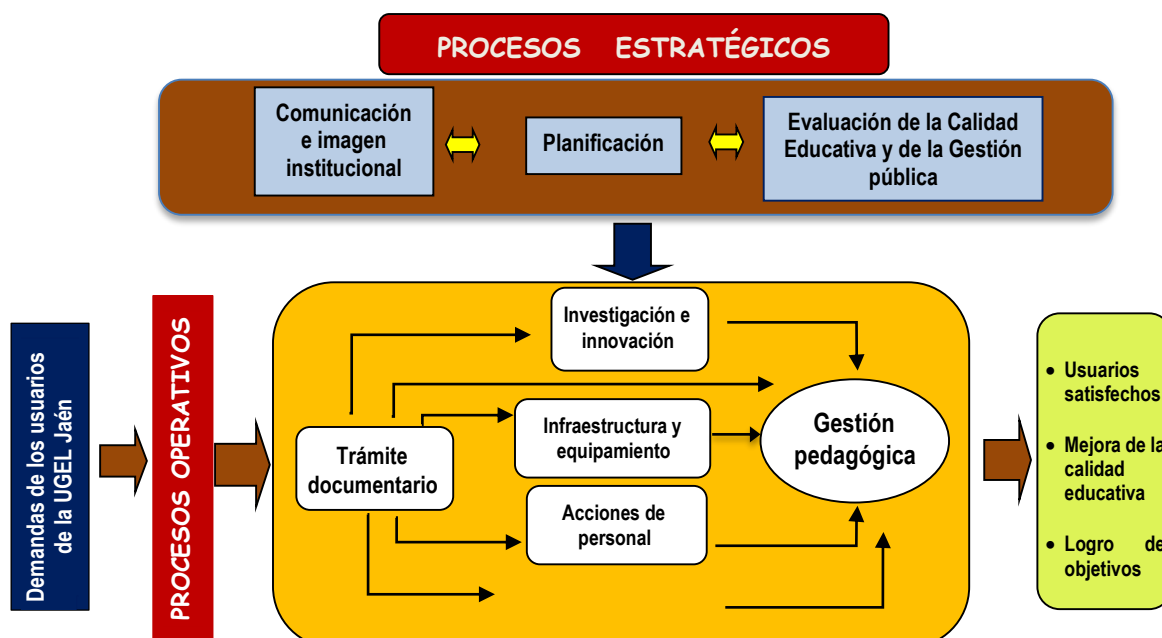 PROCESOS ESTRATÉGICOS
Comunicación
e imagen
institucional
Planificación
Evaluación de la Calidad
Educativa y de la Gestión
pública
Demandas de los usuarios
de la UGEL Jaén
PROCESOS OPERATIVOS
Trámite
documentario
Investigación e
innovación
Infraestructura y
equipamiento
Acciones de
personal
Gestión
pedagógica
• Usuarios
satisfechos
• Mejora de la
calidad
educativa
• Logro de
objetivos